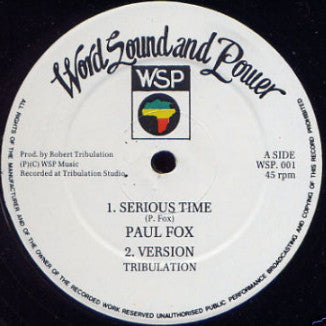 Word Sound and Power
WSP
Prod. by Robert Tribulation
(P)(C) WSP Music
Recorded at Tribulation Studio
A SIDE
WSP. 001
45 rpm
1. SERIOUS TIME
(P. Fox)
PAUL FOX
2. VERSION
TRIBULATION
ALL RIGHTS OF THE MANUFACTURER AND OF THE OWNER OF THE RECORDED WORK RESERVED UNAUTHORISED PUBLIC PERFORMANCE BROADCASTING AND COPYING OF THIS RECORD PROHIBITED